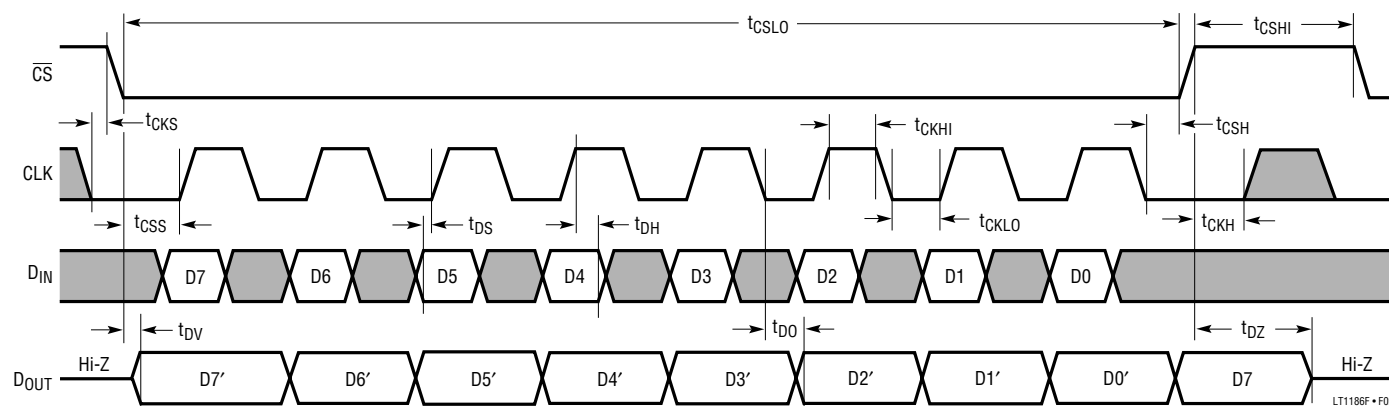 tCSLO
tCSHI
CS
tCKS
tCKHI
tCSH
CLK
tCSS
tDS
tDH
tCKLO
tCKH
DIN
D7
D6
D5
D4
D3
D2
D1
D0
tDV
tDO
tDZ
DOUT
Hi-Z
D7′
D6′
D5′
D4′
D3′
D2′
D1′
D0′
D7
Hi-Z
LT1186F • F0